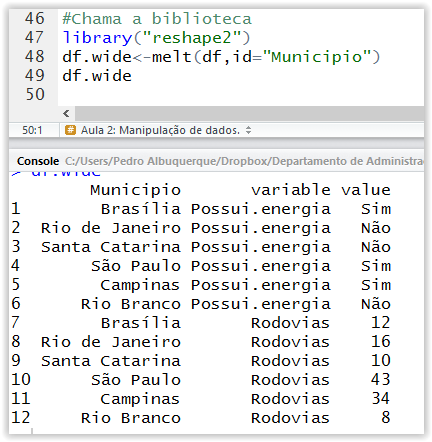 46 #Chama a biblioteca
47 library("reshape2")
48 df.wide<-melt(df,id="Municipio")
49 df.wide
50
50:1 # Aula 2: Manipulação de dados.
Console C:/Users/Pedro Albuquerque/Dropbox/Departamento de Administra
> df.wide
Municipio variable value
1 Brasília Possui.energia Sim
2 Rio de Janeiro Possui.energia Não
3 Santa Catarina Possui.energia Não
4 São Paulo Possui.energia Sim
5 Campinas Possui.energia Sim
6 Rio Branco Possui.energia Não
7 Brasília Rodovias 12
8 Rio de Janeiro Rodovias 16
9 Santa Catarina Rodovias 10
10 São Paulo Rodovias 43
11 Campinas Rodovias 34
12 Rio Branco Rodovias 8